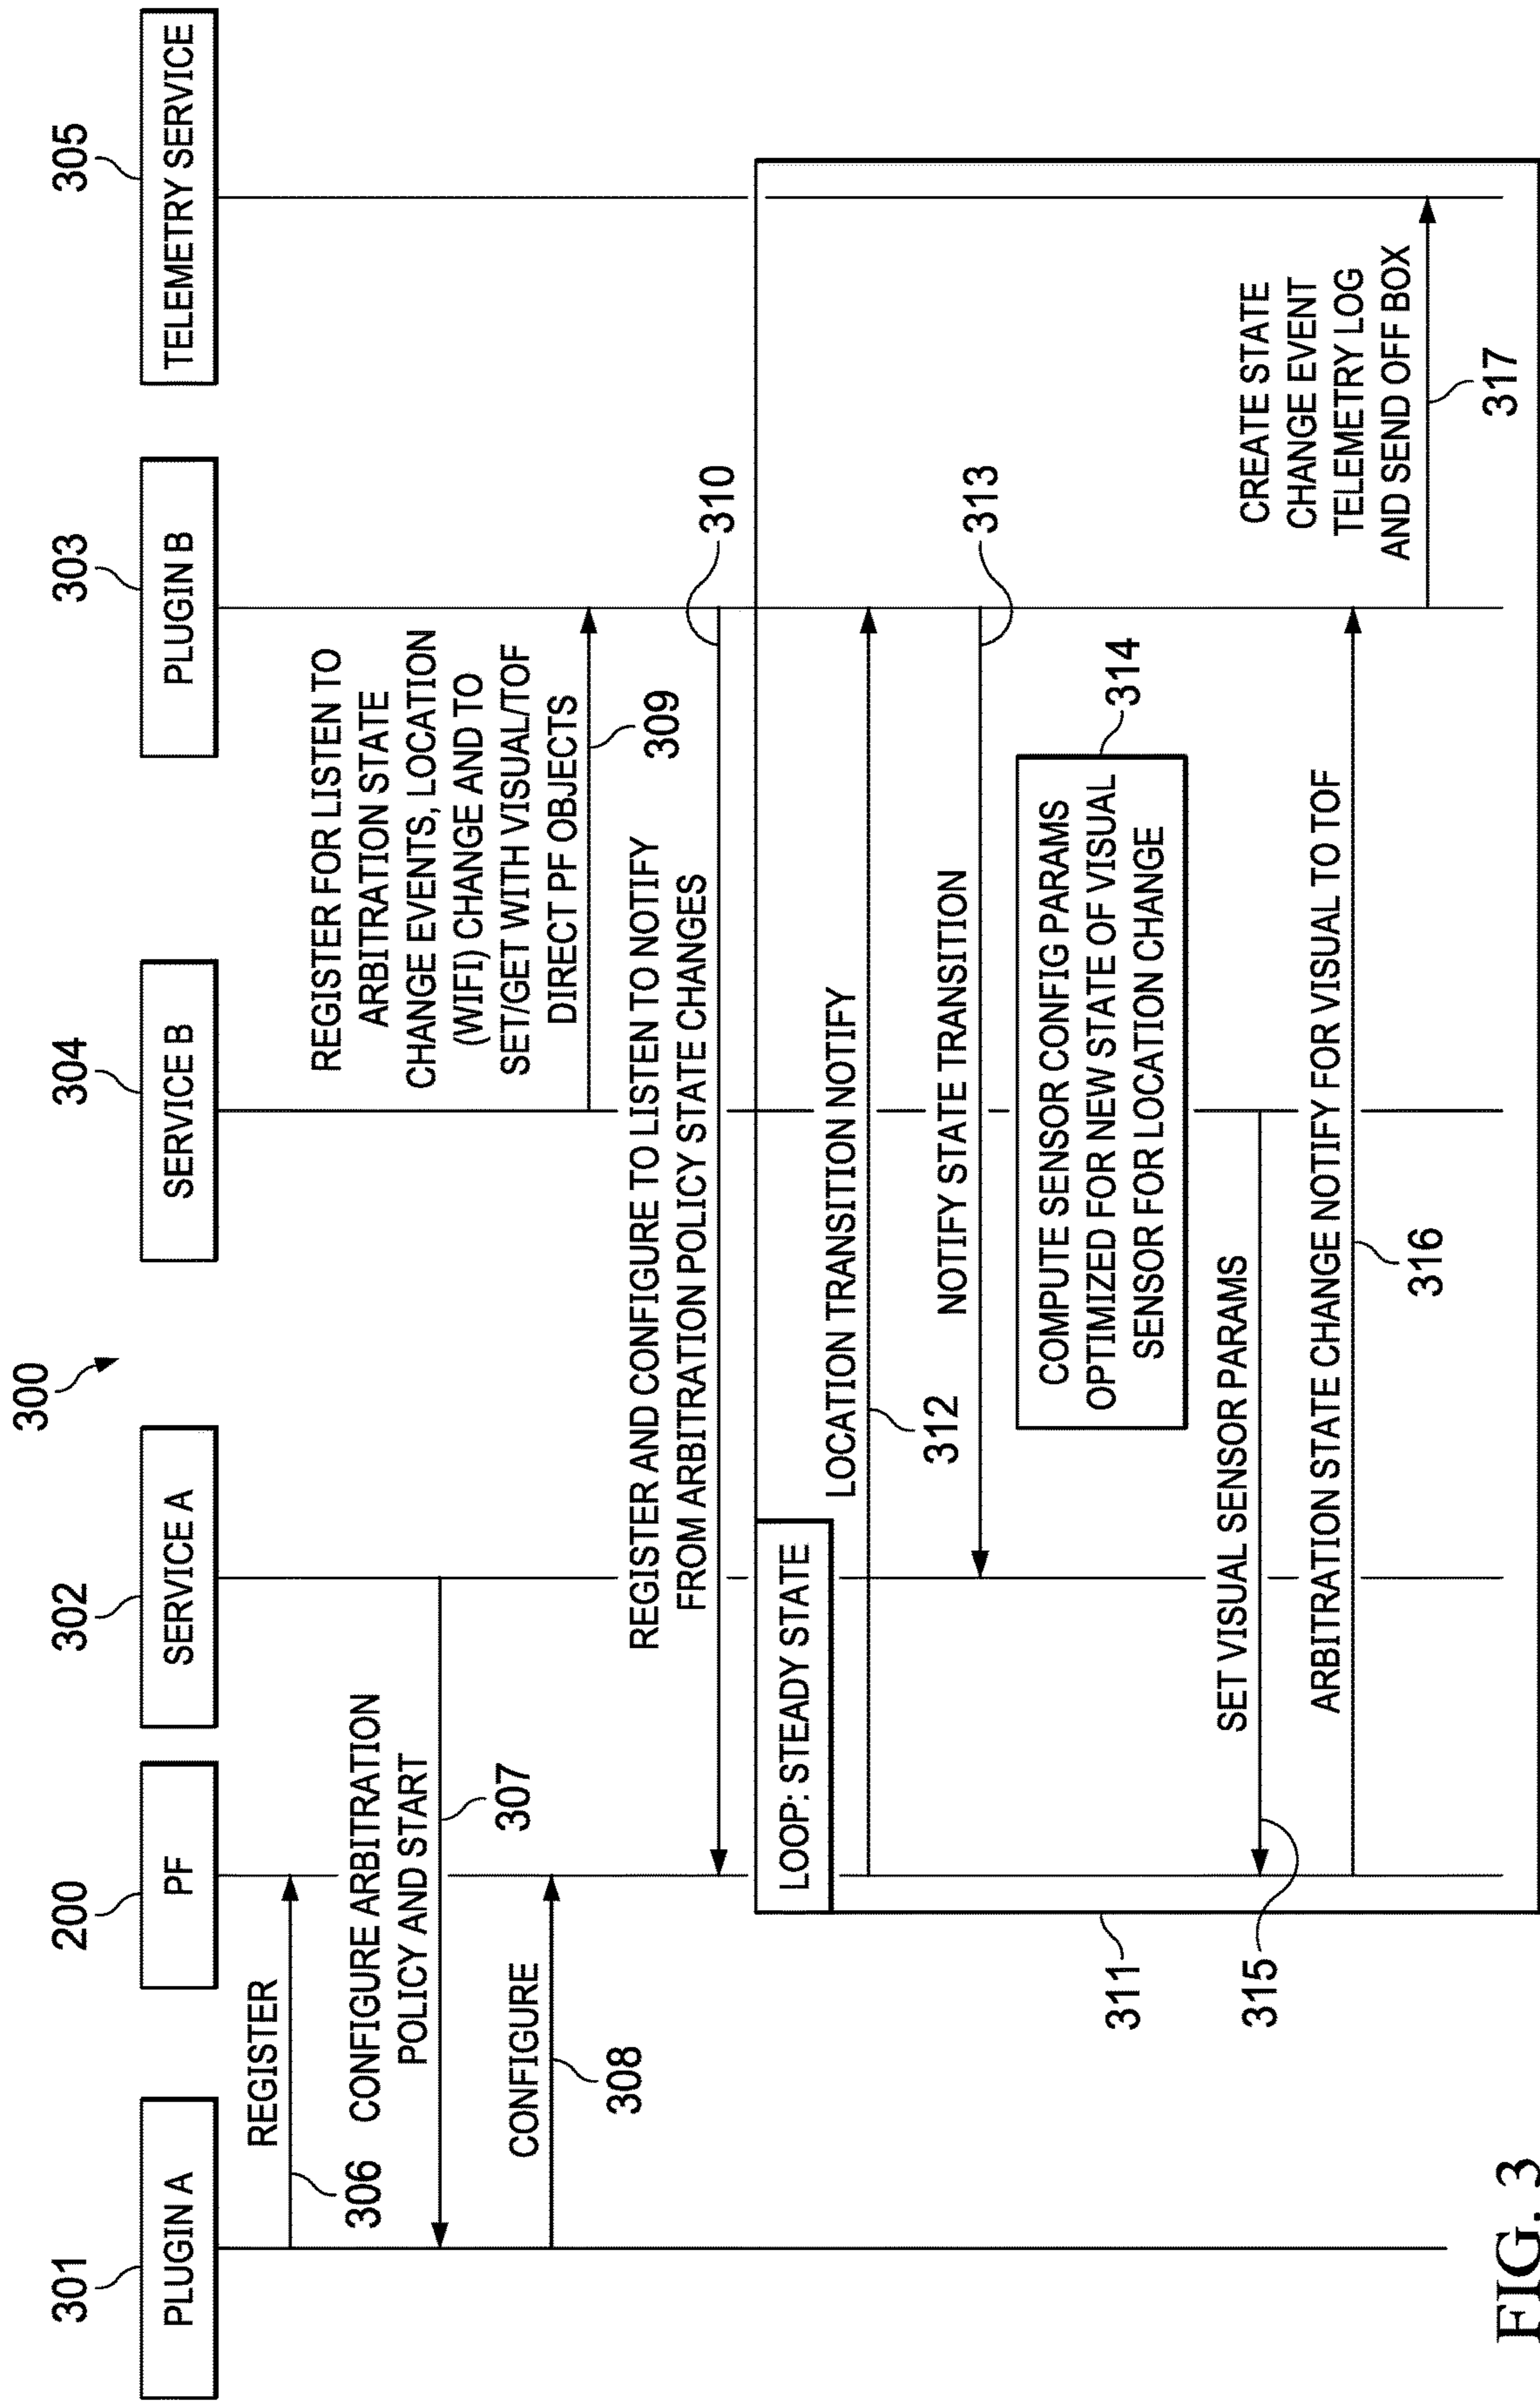 300
301
200
302
304
303
305
PLUGIN A
PF
SERVICE A
SERVICE B
PLUGIN B
TELEMETRY SERVICE
REGISTER
306
CONFIGURE ARBITRATION
POLICY AND START
307
CONFIGURE
308
REGISTER FOR LISTEN TO
ARBITRATION STATE
CHANGE EVENTS, LOCATION
(WIFI) CHANGE AND TO
SET/GET WITH VISUAL/TOF
DIRECT PF OBJECTS
309
REGISTER AND CONFIGURE TO LISTEN TO NOTIFY
FROM ARBITRATION POLICY STATE CHANGES
310
LOOP: STEADY STATE
311
LOCATION TRANSITION NOTIFY
312
NOTIFY STATE TRANSITION
313
COMPUTE SENSOR CONFIG PARAMS
OPTIMIZED FOR NEW STATE OF VISUAL
SENSOR FOR LOCATION CHANGE
314
SET VISUAL SENSOR PARAMS
315
ARBITRATION STATE CHANGE NOTIFY FOR VISUAL TO TOF
316
CREATE STATE
CHANGE EVENT
TELEMETRY LOG
AND SEND OFF BOX
317
FIG. 3